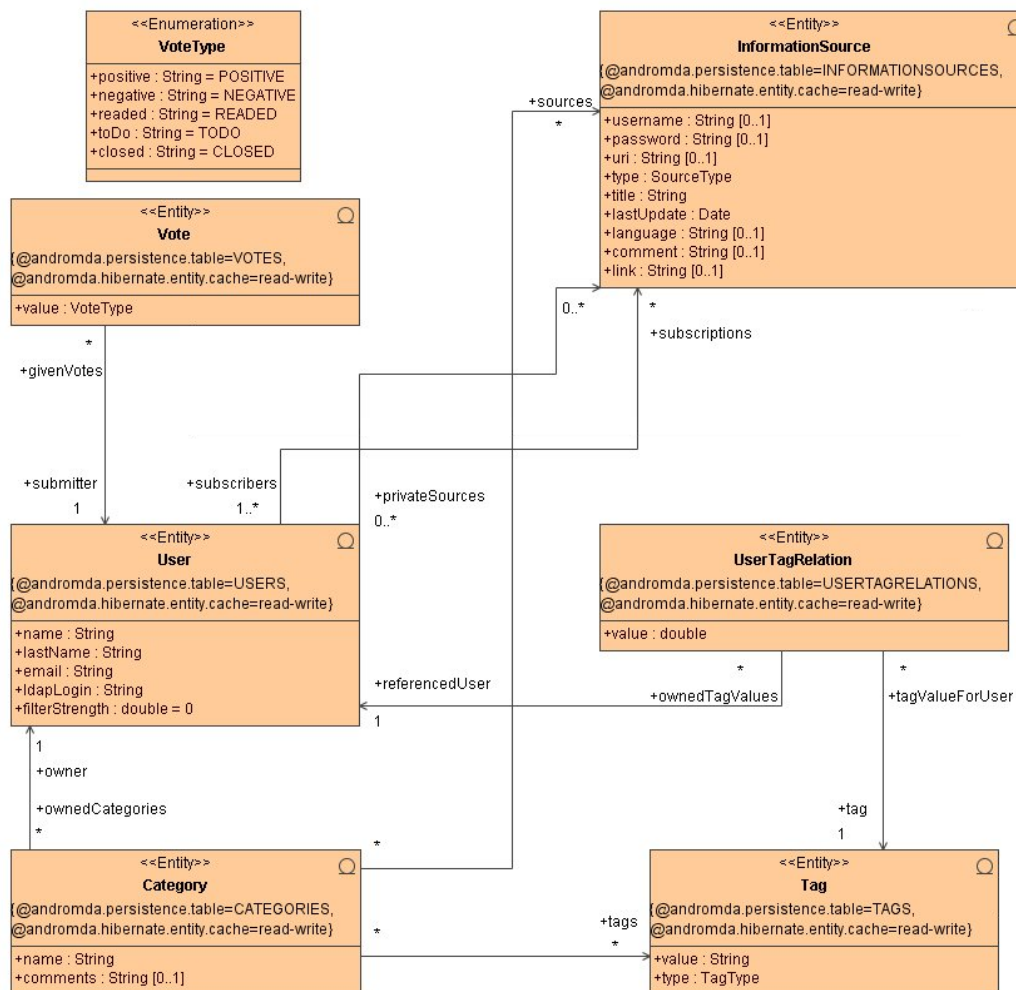 <<Enumeration>>
VoteType
+positive : String = POSITIVE
+negative : String = NEGATIVE
+readed : String = READED
+toDo : String = TODO
+closed : String = CLOSED
<<Entity>>
InformationSource
{@andromda.persistence.table=INFORMATIONSOURCES,
@andromda.hibernate.entity.cache=read-write}
+username : String [0..1]
+password : String [0..1]
+uri : String [0..1]
+type : SourceType
+title : String
+lastUpdate : Date
+language : String [0..1]
+comment : String [0..1]
+link : String [0..1]
+sources
*
<<Entity>>
Vote
{@andromda.persistence.table=VOTES,
@andromda.hibernate.entity.cache=read-write}
+value : VoteType
*
+givenVotes
0..*
*
+subscriptions
+submitter
1
+subscribers
1..*
+privateSources
0..*
<<Entity>>
User
{@andromda.persistence.table=USERS,
@andromda.hibernate.entity.cache=read-write}
+name : String
+lastName : String
+email : String
+ldapLogin : String
+filterStrength : double = 0
<<Entity>>
UserTagRelation
{@andromda.persistence.table=USERTAGRELATIONS,
@andromda.hibernate.entity.cache=read-write}
+value : double
+referencedUser
1
*
+ownedTagValues
*
+tagValueForUser
1
+owner
+ownedCategories
*
+tag
1
*
<<Entity>>
Category
{@andromda.persistence.table=CATEGORIES,
@andromda.hibernate.entity.cache=read-write}
+name : String
+comments : String [0..1]
*
+tags
*
<<Entity>>
Tag
{@andromda.persistence.table=TAGS,
@andromda.hibernate.entity.cache=read-write}
+value : String
+type : TagType